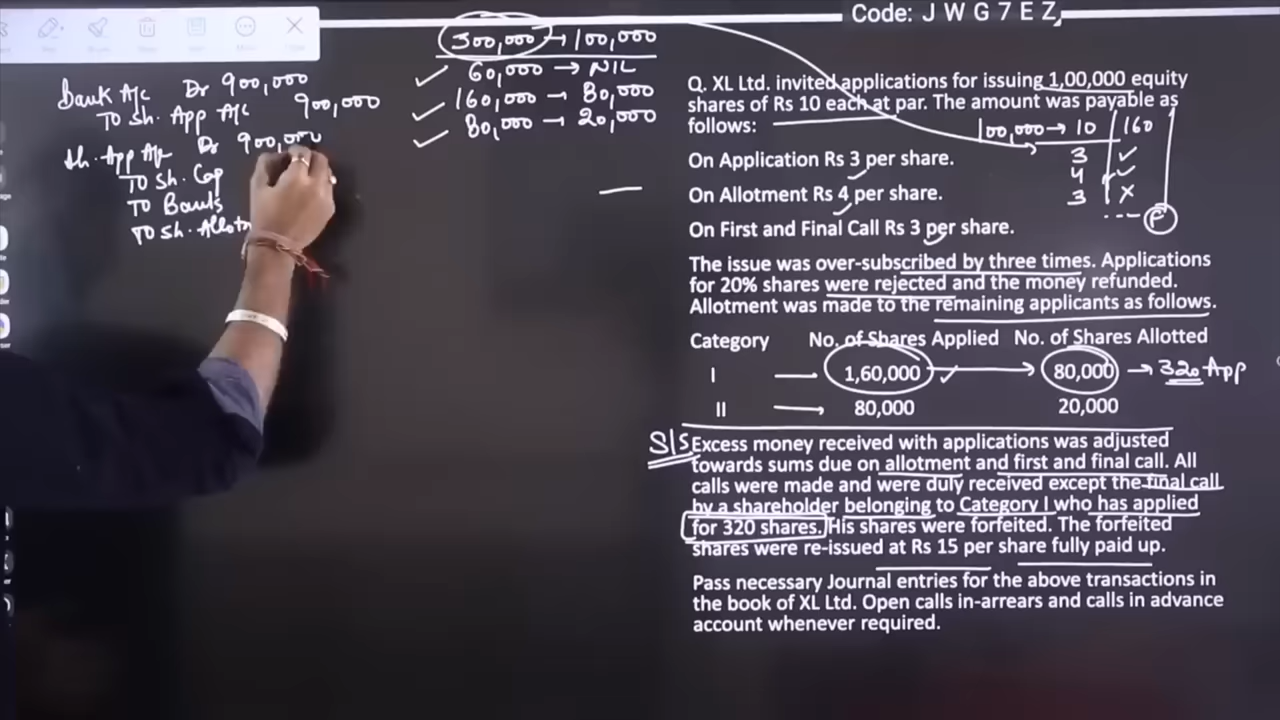 Code: J W G 7 E Z
300,000 → 100,000
60,000 → NIL
160,000 → 80,000
80,000 → 20,000
Bank A/c Dr 900,000
To Sh. App A/c 900,000
Sh. App A/c Dr 900,000
To Sh. Cap
To Bank
To Sh. Allotm
Q. XL Ltd. invited applications for issuing 1,00,000 equity
shares of Rs 10 each at par. The amount was payable as
follows:
100,000 → 10 160
3 ✓
4 ✓
3 X
F
On Application Rs 3 per share.
On Allotment Rs 4 per share.
On First and Final Call Rs 3 per share.
The issue was over-subscribed by three times. Applications
for 20% shares were rejected and the money refunded.
Allotment was made to the remaining applicants as follows.
Category No. of Shares Applied No. of Shares Allotted
I 1,60,000 80,000 → 320 App
II 80,000 20,000
S/S Excess money received with applications was adjusted
towards sums due on allotment and first and final call. All
calls were made and were duly received except the final call
by a shareholder belonging to Category I who has applied
for 320 shares. His shares were forfeited. The forfeited
shares were re-issued at Rs 15 per share fully paid up.
Pass necessary Journal entries for the above transactions in
the book of XL Ltd. Open calls in-arrears and calls in advance
account whenever required.